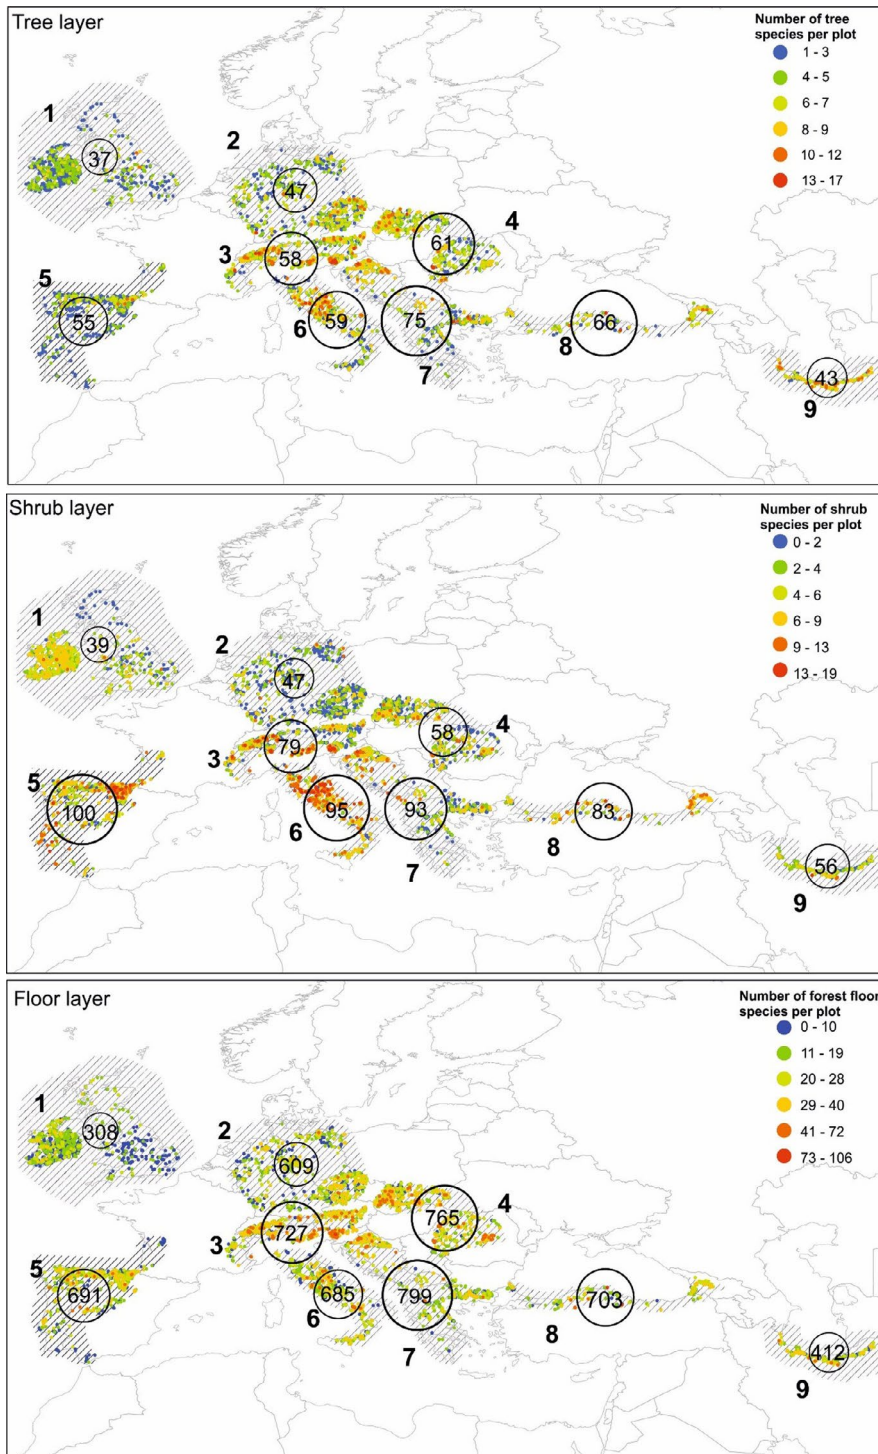 Tree layer
Number of tree
species per plot
1 - 3
4 - 5
6 - 7
8 - 9
10 - 12
13 - 17
1
37
2
47
3
58
4
61
5
55
6
59
75
7
66
8
43
9
Shrub layer
Number of shrub
species per plot
0 - 2
2 - 4
4 - 6
6 - 9
9 - 13
13 - 19
1
39
2
47
3
79
4
58
5
100
6
95
93
7
83
8
56
9
Floor layer
Number of forest floor
species per plot
0 - 10
11 - 19
20 - 28
29 - 40
41 - 72
73 - 106
1
308
2
609
3
727
4
765
5
691
6
685
799
7
703
8
412
9